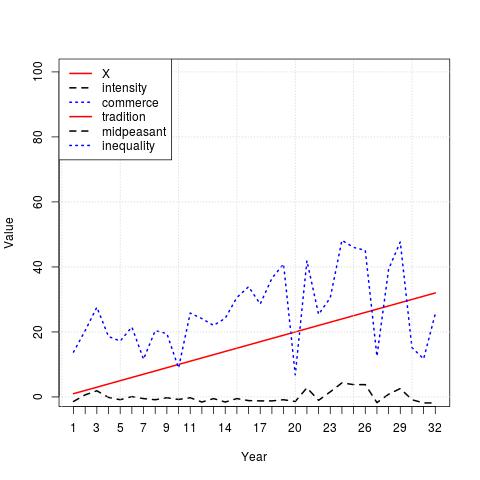 X
intensity
commerce
tradition
midpeasant
inequality
100
80
60
40
20
0
Value
1 3 5 7 9 11 14 17 20 23 26 29 32
Year